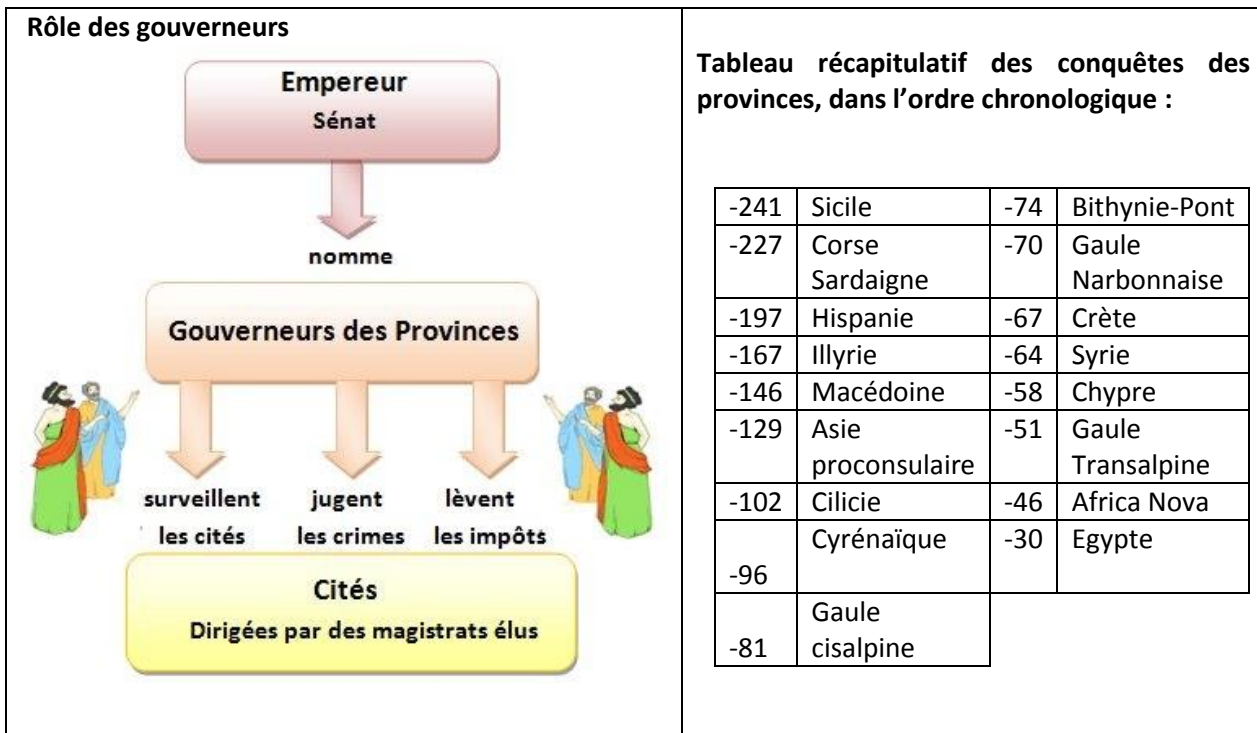 Rôle des gouverneurs
Empereur
Sénat
nomme
Gouverneurs des Provinces
surveillent jugent lèvent
les cités les crimes les impôts
Cités
Dirigées par des magistrats élus
Tableau récapitulatif des conquêtes des
provinces, dans l’ordre chronologique :
-241 Sicile -74 Bithynie-Pont
-227 Corse -70 Gaule
Sardaigne Narbonnaise
-197 Hispanie -67 Crète
-167 Illyrie -64 Syrie
-146 Macédoine -58 Chypre
-129 Asie -51 Gaule
proconsulaire Transalpine
-102 Cilicie -46 Africa Nova
Cyrénaïque -30 Egypte
-96
Gaule
-81 cisalpine